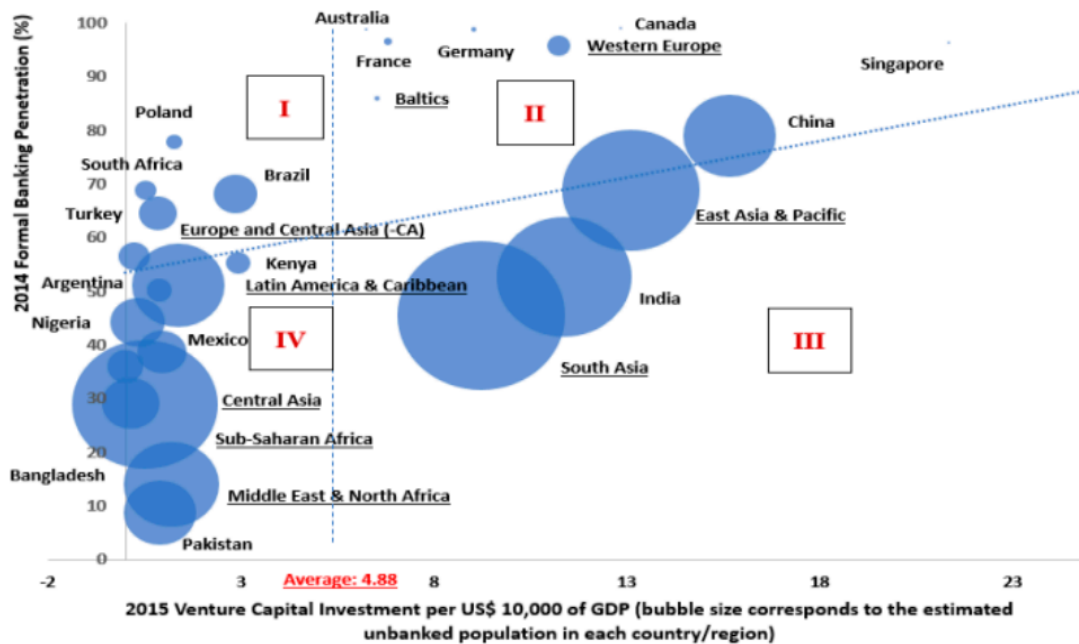 2014 Formal Banking Penetration (%)
100
90
80
70
60
50
40
30
20
10
0
Australia
Canada
France
Germany
Western Europe
Singapore
Baltics
I
II
Poland
China
South Africa
Brazil
Turkey
East Asia & Pacific
Europe and Central Asia (-CA)
Kenya
Argentina
Latin America & Caribbean
India
Nigeria
Mexico
IV
III
South Asia
Central Asia
Sub-Saharan Africa
Bangladesh
Middle East & North Africa
Pakistan
-2
3
Average: 4.88
8
13
18
23
2015 Venture Capital Investment per US$ 10,000 of GDP (bubble size corresponds to the estimated
unbanked population in each country/region)